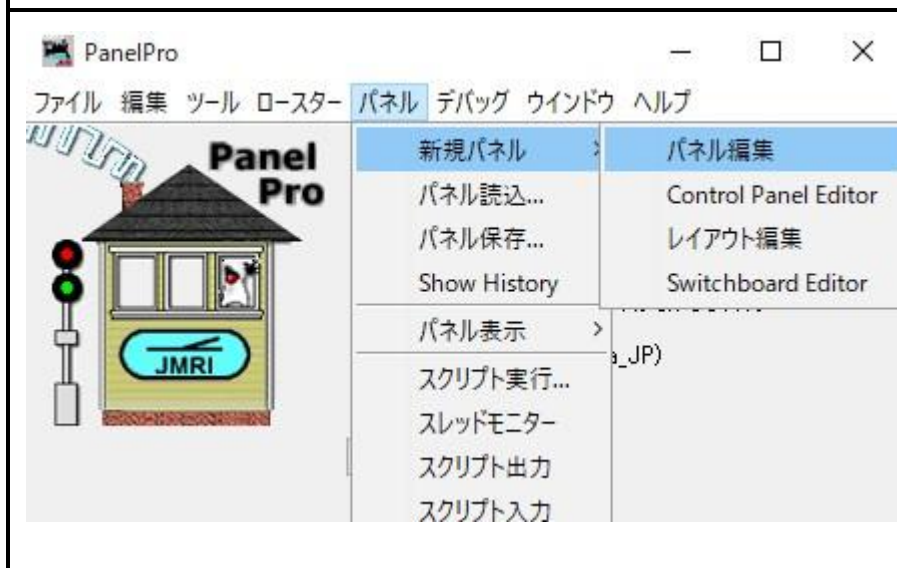 PanelPro
ファイル 編集 ツール ロースター パネル デバッグ ウインドウ ヘルプ
Panel
Pro
JMRI
新規パネル >
パネル読込...
パネル保存...
Show History
パネル表示 >
スクリプト実行...
スレッドモニター
スクリプト出力
スクリプト入力
パネル編集
Control Panel Editor
レイアウト編集
Switchboard Editor
_JP)